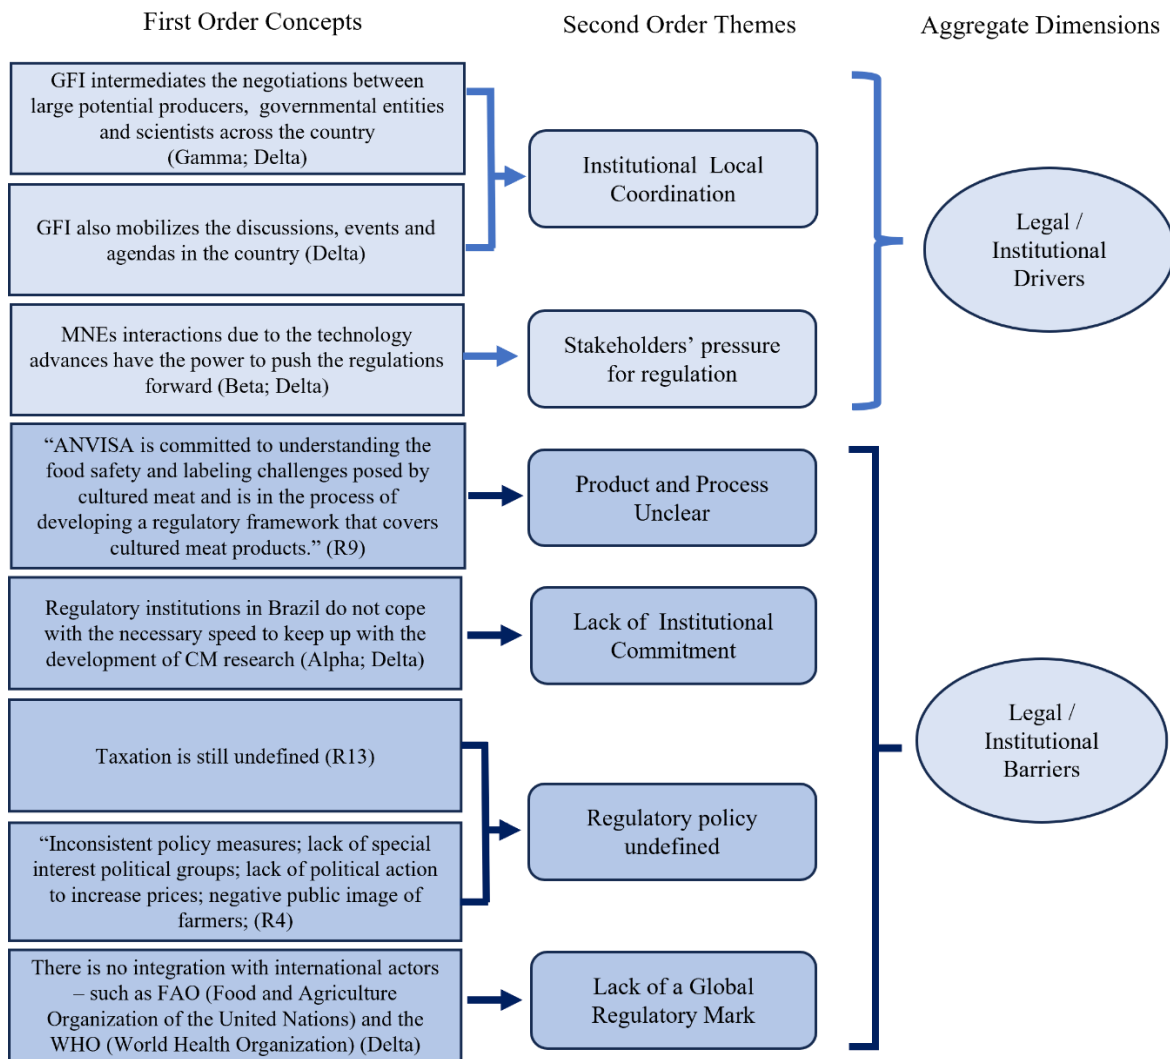 First Order Concepts
Second Order Themes
Aggregate Dimensions
GFI intermediates the negotiations between
large potential producers, governmental entities
and scientists across the country
(Gamma; Delta)
GFI also mobilizes the discussions, events and
agendas in the country (Delta)
Institutional Local
Coordination
MNEs interactions due to the technology
advances have the power to push the regulations
forward (Beta; Delta)
Stakeholders’ pressure
for regulation
Legal /
Institutional
Drivers
“ANVISA is committed to understanding the
food safety and labeling challenges posed by
cultured meat and is in the process of
developing a regulatory framework that covers
cultured meat products.” (R9)
Product and Process
Unclear
Regulatory institutions in Brazil do not cope
with the necessary speed to keep up with the
development of CM research (Alpha; Delta)
Lack of Institutional
Commitment
Taxation is still undefined (R13)
“Inconsistent policy measures; lack of special
interest political groups; lack of political action
to increase prices; negative public image of
farmers; (R4)
Regulatory policy
undefined
There is no integration with international actors
– such as FAO (Food and Agriculture
Organization of the United Nations) and the
WHO (World Health Organization) (Delta)
Lack of a Global
Regulatory Mark
Legal /
Institutional
Barriers